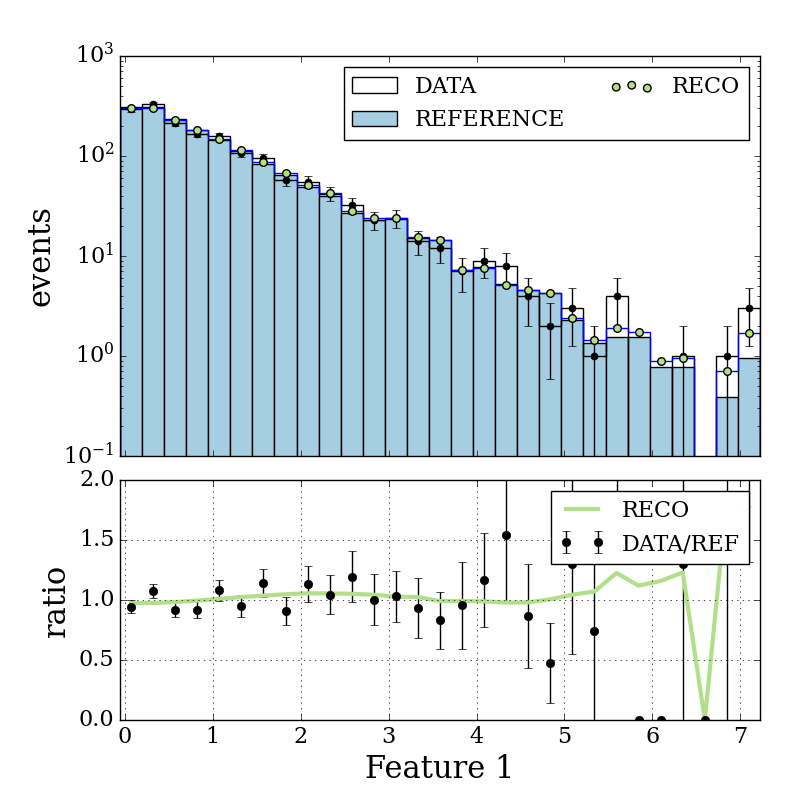 10³
DATA
RECO
REFERENCE
10²
events
10¹
10⁰
10⁻¹
2.0
RECO
1.5
DATA/REF
ratio
1.0
0.5
0.0
0 1 2 3 4 5 6 7
Feature 1